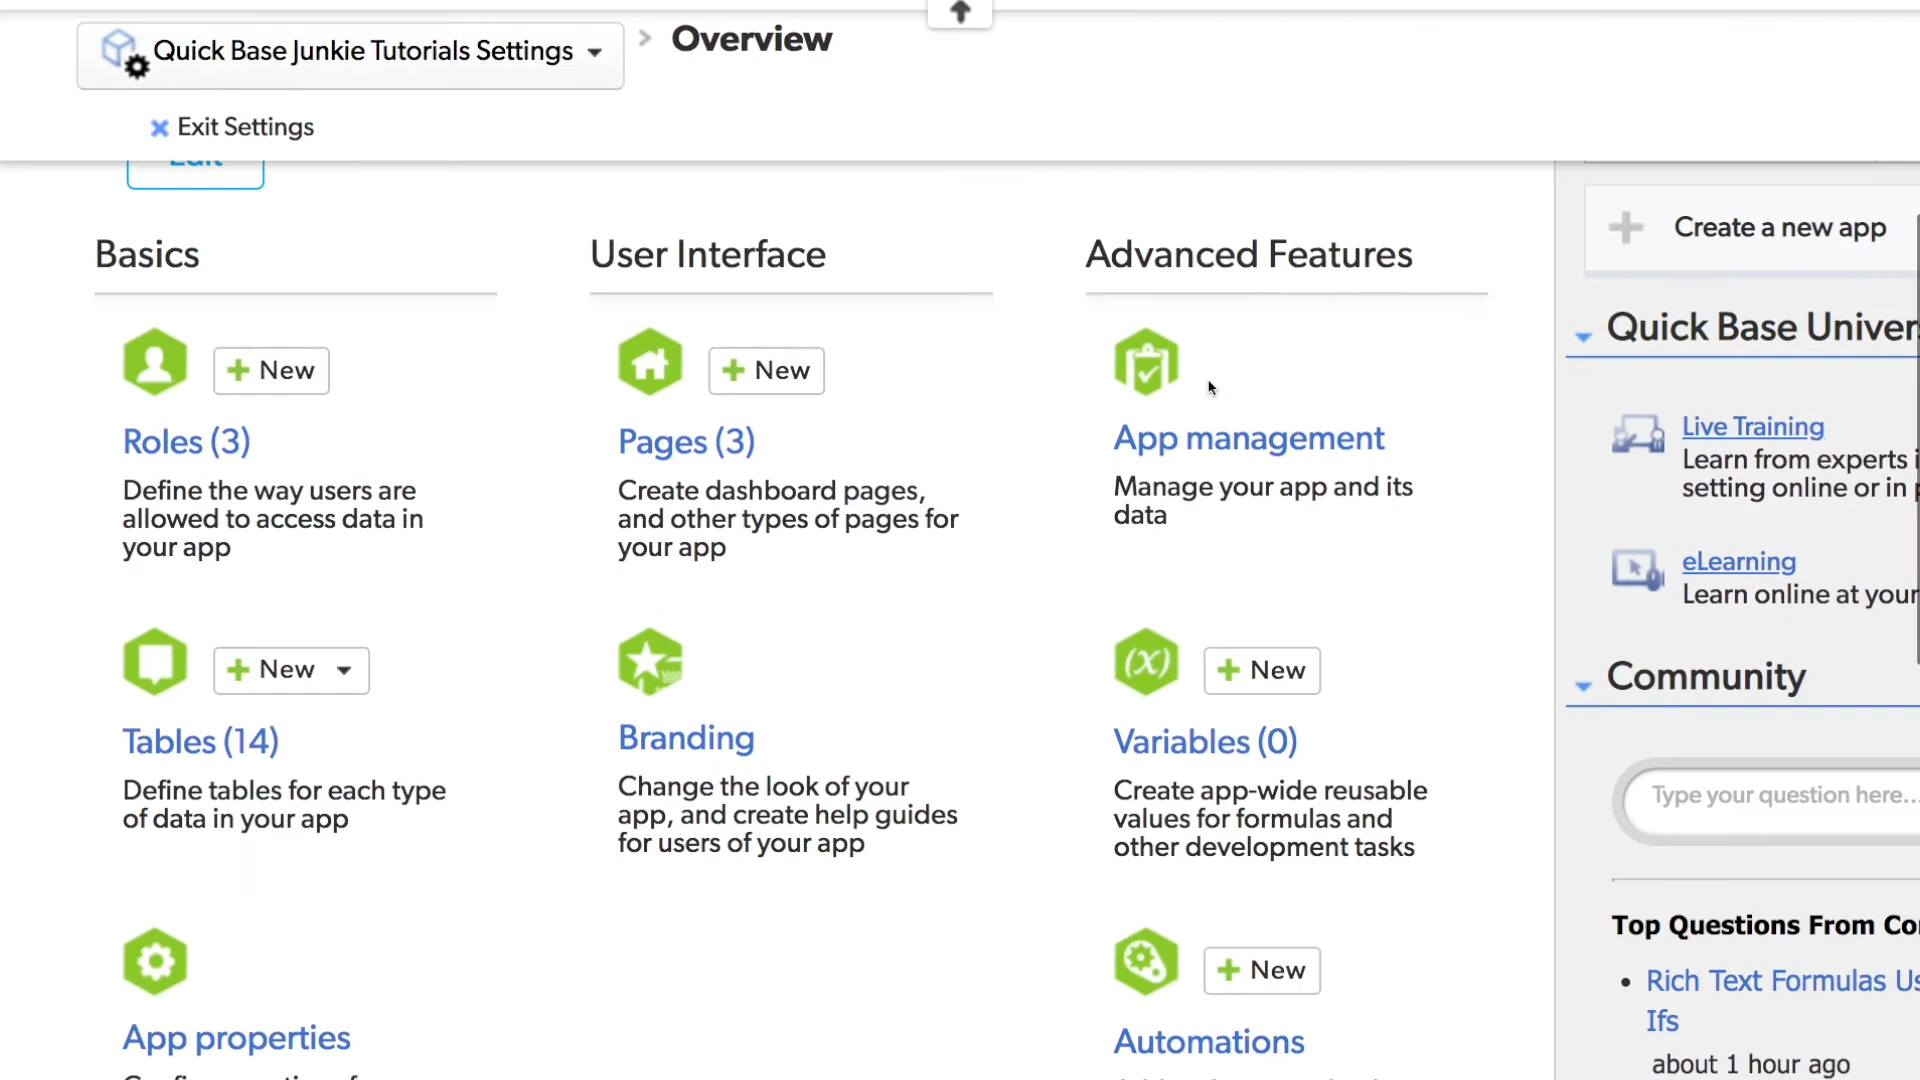 Quick Base Junkie Tutorials Settings
Overview
Exit Settings
Edit
Basics
New
Roles (3)
Define the way users are
allowed to access data in
your app
New
Tables (14)
Define tables for each type
of data in your app
App properties
User Interface
New
Pages (3)
Create dashboard pages,
and other types of pages for
your app
Branding
Change the look of your
app, and create help guides
for users of your app
Advanced Features
App management
Manage your app and its
data
(x)
New
Variables (0)
Create app-wide reusable
values for formulas and
other development tasks
New
Automations
Create a new app
Quick Base Univers
Live Training
Learn from experts i
setting online or in p
eLearning
Learn online at your
Community
Type your question here...
Top Questions From Co
Rich Text Formulas Us
Ifs
about 1 hour ago